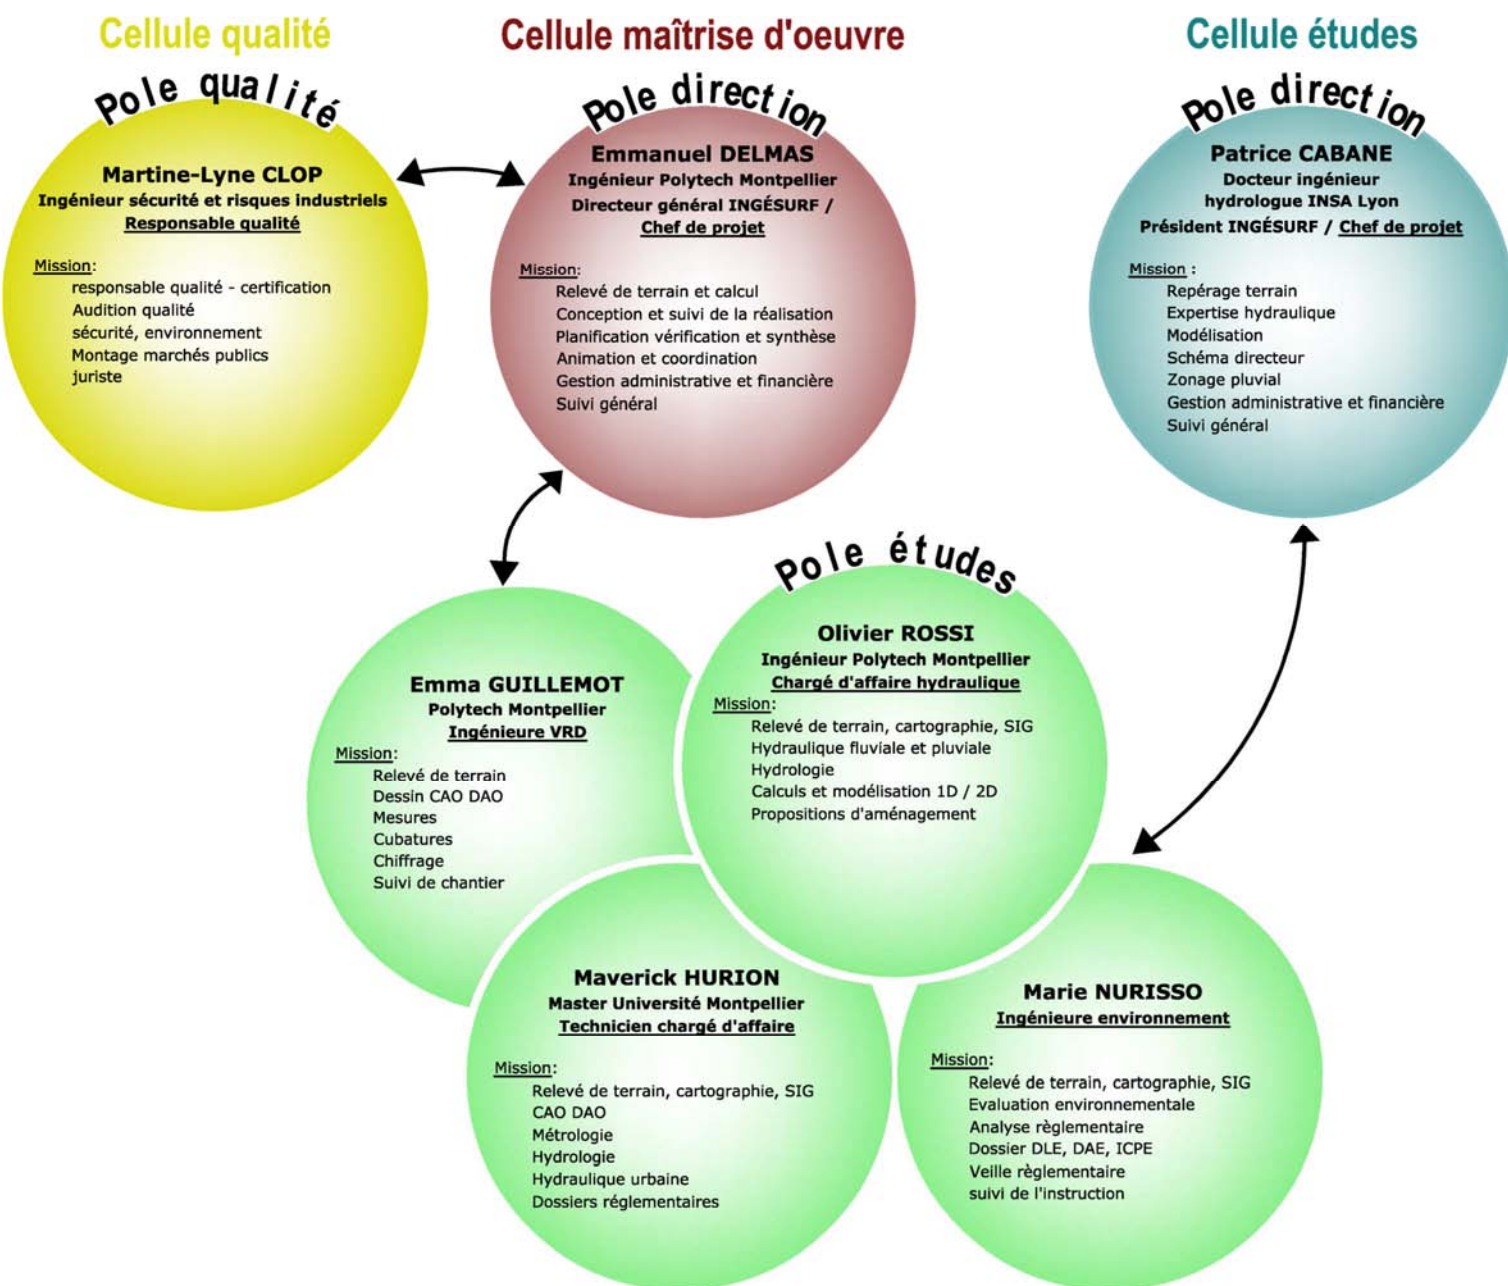 Cellule qualité
Pole qualité
Martine-Lyne CLOP
Ingénieur sécurité et risques industriels
Responsable qualité
Mission:
responsable qualité - certification
Audition qualité
sécurité, environnement
Montage marchés publics
juriste
Cellule maîtrise d'oeuvre
Pole direction
Emmanuel DELMAS
Ingénieur Polytech Montpellier
Directeur général INGÉSURF /
Chef de projet
Mission:
Relevé de terrain et calcul
Conception et suivi de la réalisation
Planification vérification et synthèse
Animation et coordination
Gestion administrative et financière
Suivi général
Cellule études
Pole direction
Patrice CABANE
Docteur ingénieur
hydrologue INSA Lyon
Président INGÉSURF / Chef de projet
Mission :
Repérage terrain
Expertise hydraulique
Modélisation
Schéma directeur
Zonage pluvial
Gestion administrative et financière
Suivi général
Pole études
Olivier ROSSI
Ingénieur Polytech Montpellier
Chargé d'affaire hydraulique
Mission:
Relevé de terrain, cartographie, SIG
Hydraulique fluviale et pluviale
Hydrologie
Calculs et modélisation 1D / 2D
Propositions d'aménagement
Emma GUILLEMOT
Polytech Montpellier
Ingénieure VRD
Mission:
Relevé de terrain
Dessin CAO DAO
Mesures
Cubatures
Chiffrage
Suivi de chantier
Maverick HURION
Master Université Montpellier
Technicien chargé d'affaire
Mission:
Relevé de terrain, cartographie, SIG
CAO DAO
Métrologie
Hydrologie
Hydraulique urbaine
Dossiers réglementaires
Marie NURISSO
Ingénieure environnement
Mission:
Relevé de terrain, cartographie, SIG
Evaluation environnementale
Analyse règlementaire
Dossier DLE, DAE, ICPE
Veille règlementaire
suivi de l'instruction